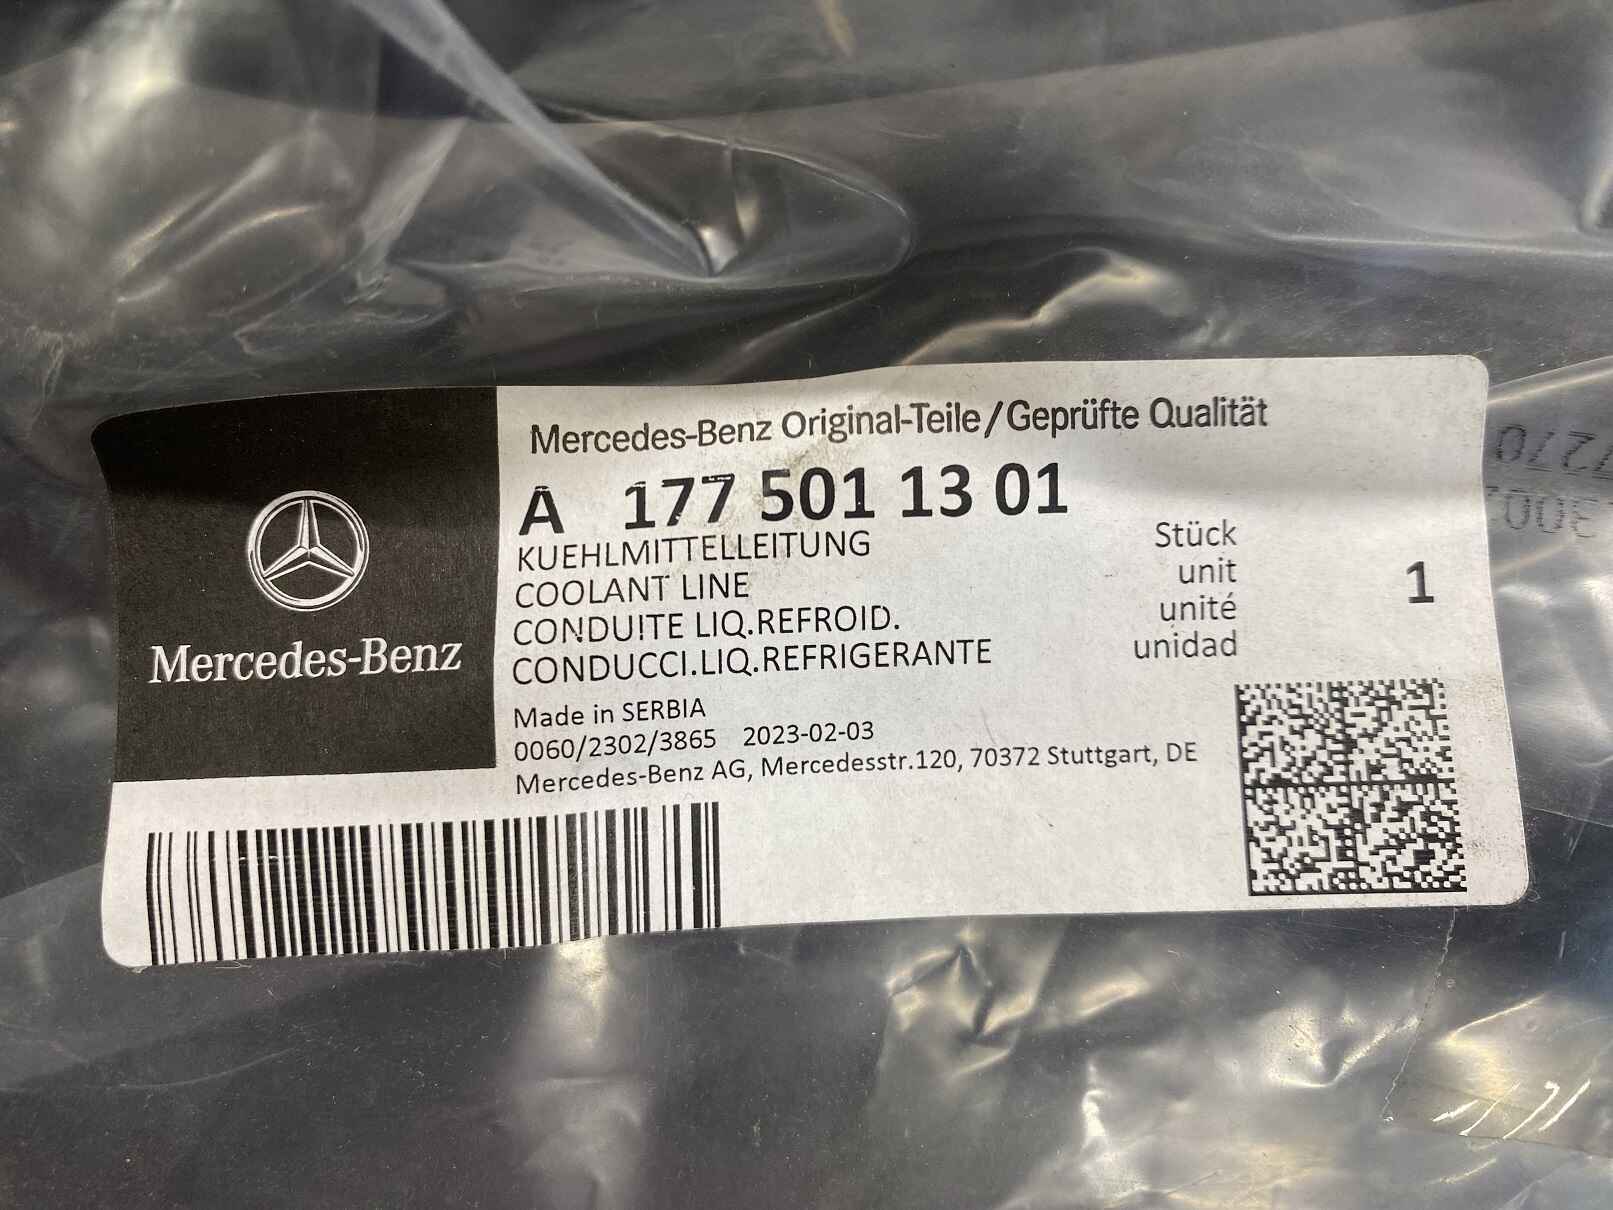 Mercedes-Benz
Mercedes-Benz Original-Teile/Geprüfte Qualität
A 177 501 13 01
KUEHLMITTELLEITUNG
COOLANT LINE
CONDUITE LIQ.REFROID.
CONDUCCI.LIQ.REFRIGERANTE
Stück
unit
unité
unidad
1
Made in SERBIA
0060/2302/3865 2023-02-03
Mercedes-Benz AG, Mercedesstr.120, 70372 Stuttgart, DE